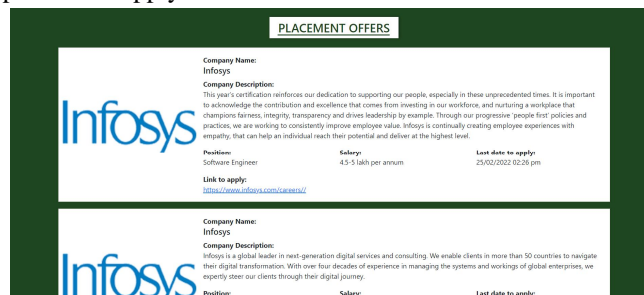 PLACEMENT OFFERS
Company Name:
Infosys
Company Description:
This year's certification reinforces our dedication to supporting our people, especially in these unprecedented times. It is important
to acknowledge the contribution and excellence that comes from investing in our workforce, and nurturing a workplace that
champions fairness, integrity, transparency and drives leadership by example. Through our progressive 'people first' policies and
practices, we are working to consistently improve employee value. Infosys is continually creating employee experiences with
empathy, that can help an individual reach their potential and deliver at the highest level.
Infosys
Position: Salary: Last date to apply:
Software Engineer 4.5-5 lakh per annum 25/02/2022 02:26 pm
Link to apply:
https://www.infosys.com/careers//
Company Name:
Infosys
Company Description:
Infosys is a global leader in next-generation digital services and consulting. We enable clients in more than 50 countries to navigate
their digital transformation. With over four decades of experience in managing the systems and workings of global enterprises, we
expertly steer our clients through their digital journey.
Infosys
Position: Salary: Last date to apply: